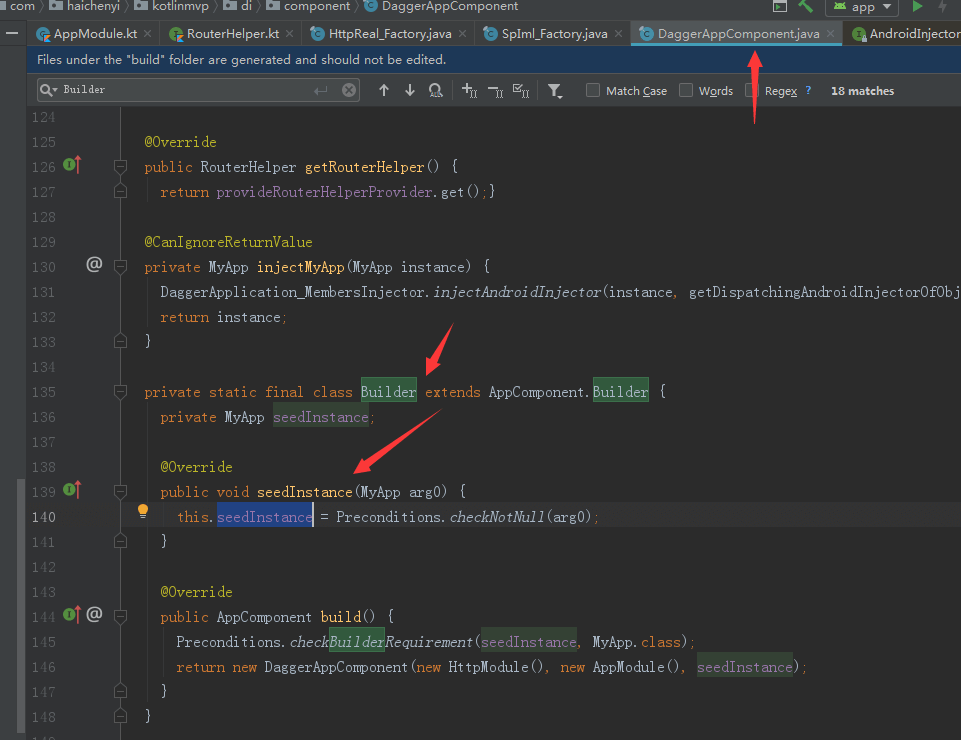 com haichenyi kotlinmvp di component DaggerAppComponent app
AppModule.kt RouterHelper.kt HttpReal_Factory.java SpIml_Factory.java DaggerAppComponent.java AndroidInjector
Files under the "build" folder are generated and should not be edited.
Builder Match Case Words Regex ? 18 matches
124
125 @Override
126 public RouterHelper getRouterHelper() {
127 return provideRouterHelperProvider.get();}
128
129 @CanIgnoreReturnValue
130 @ private MyApp injectMyApp(MyApp instance) {
131 DaggerApplication_MembersInjector.injectAndroidInjector(instance, getDispatchingAndroidInjectorOfObj
132 return instance;
133 }
134
135 private static final class Builder extends AppComponent.Builder {
136 private MyApp seedInstance;
137
138 @Override
139 public void seedInstance(MyApp arg0) {
140 this.seedInstance = Preconditions.checkNotNull(arg0);
141 }
142
143 @Override
144 @ public AppComponent build() {
145 Preconditions.checkBuilderRequirement(seedInstance, MyApp.class);
146 return new DaggerAppComponent(new HttpModule(), new AppModule(), seedInstance);
147 }
148 }